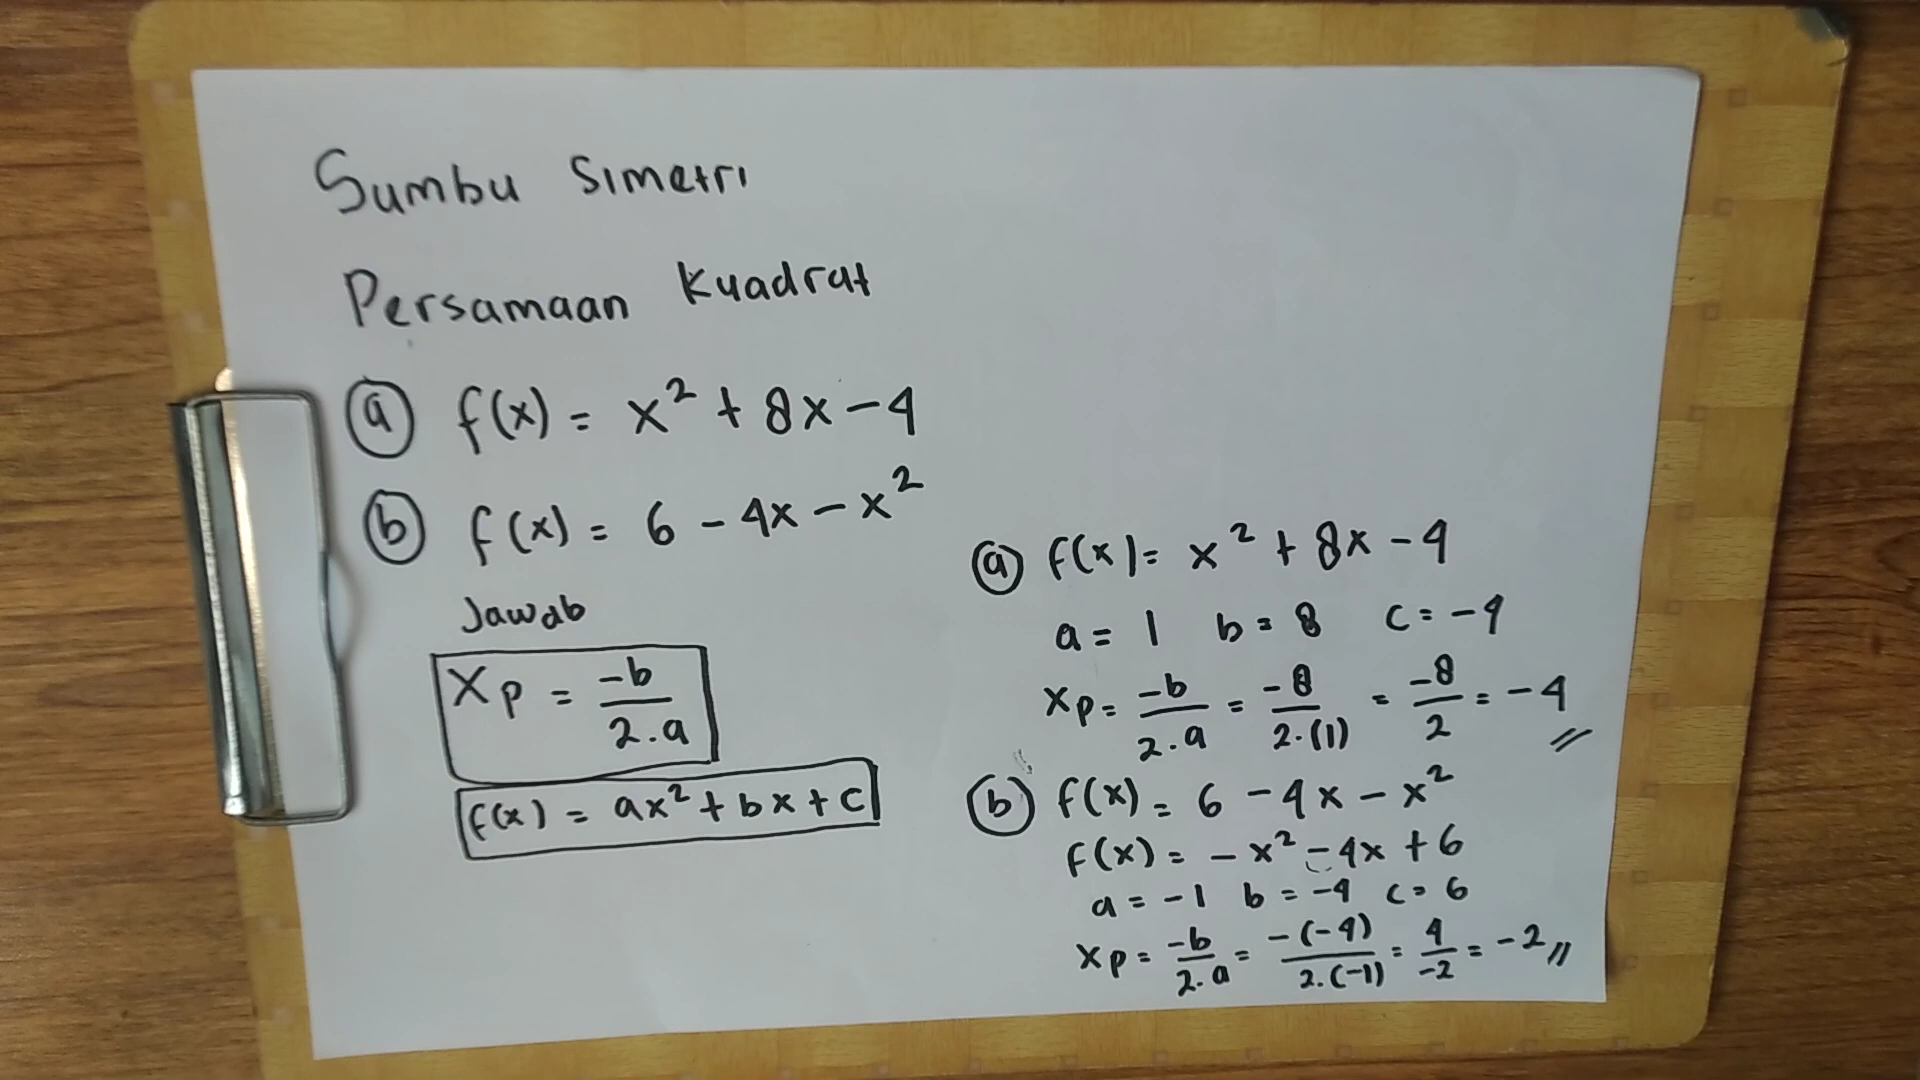 Sumbu Simetri
Persamaan Kuadrat
(a) f(x) = x² + 8x - 4
(b) f(x) = 6 - 4x - x²
Jawab
Xp = -b / 2.a
f(x) = ax² + bx + c
(a) f(x) = x² + 8x - 4
a = 1 b = 8 c = -4
Xp = -b / 2.a = -8 / 2.(1) = -8 / 2 = -4 //
(b) f(x) = 6 - 4x - x²
f(x) = - x² - 4x + 6
a = -1 b = -4 c = 6
Xp = -b / 2.a = -(-4) / 2.(-1) = 4 / -2 = -2 //